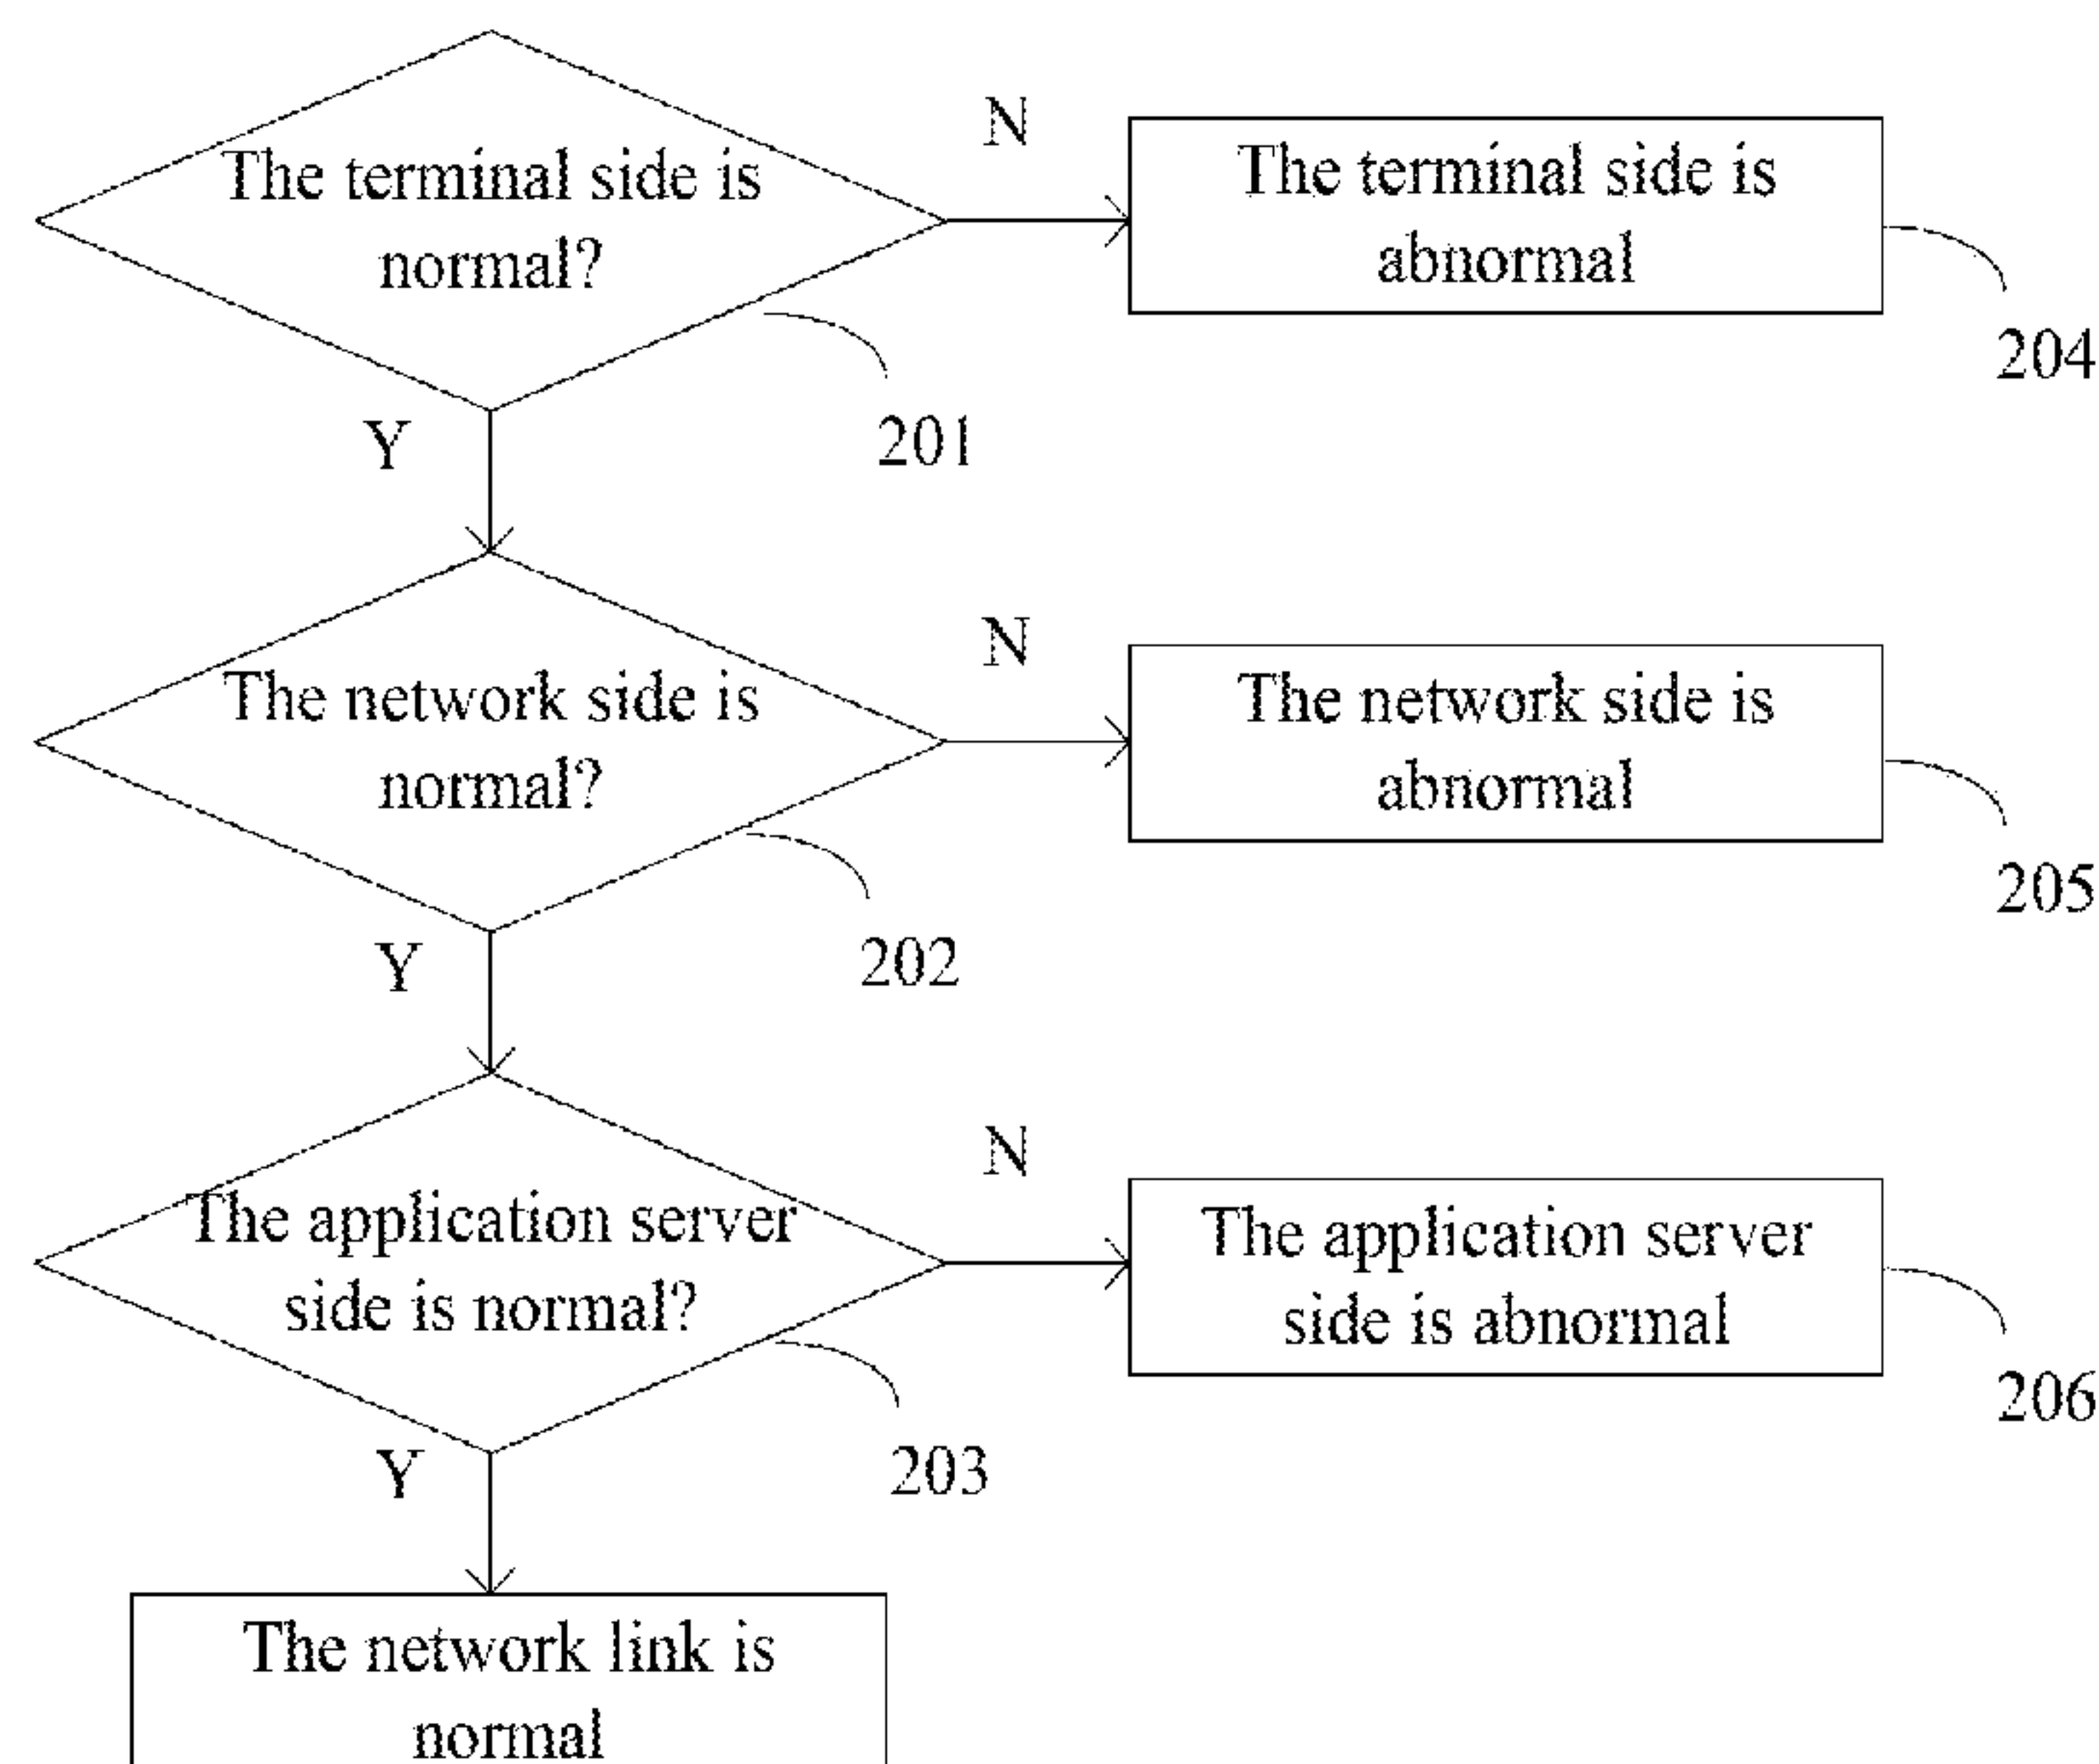 The terminal side is
normal?
N
The terminal side is
abnormal
204
Y
201
The network side is
normal?
N
The network side is
abnormal
205
Y
202
The application server
side is normal?
N
The application server
side is abnormal
206
Y
203
The network link is
normal